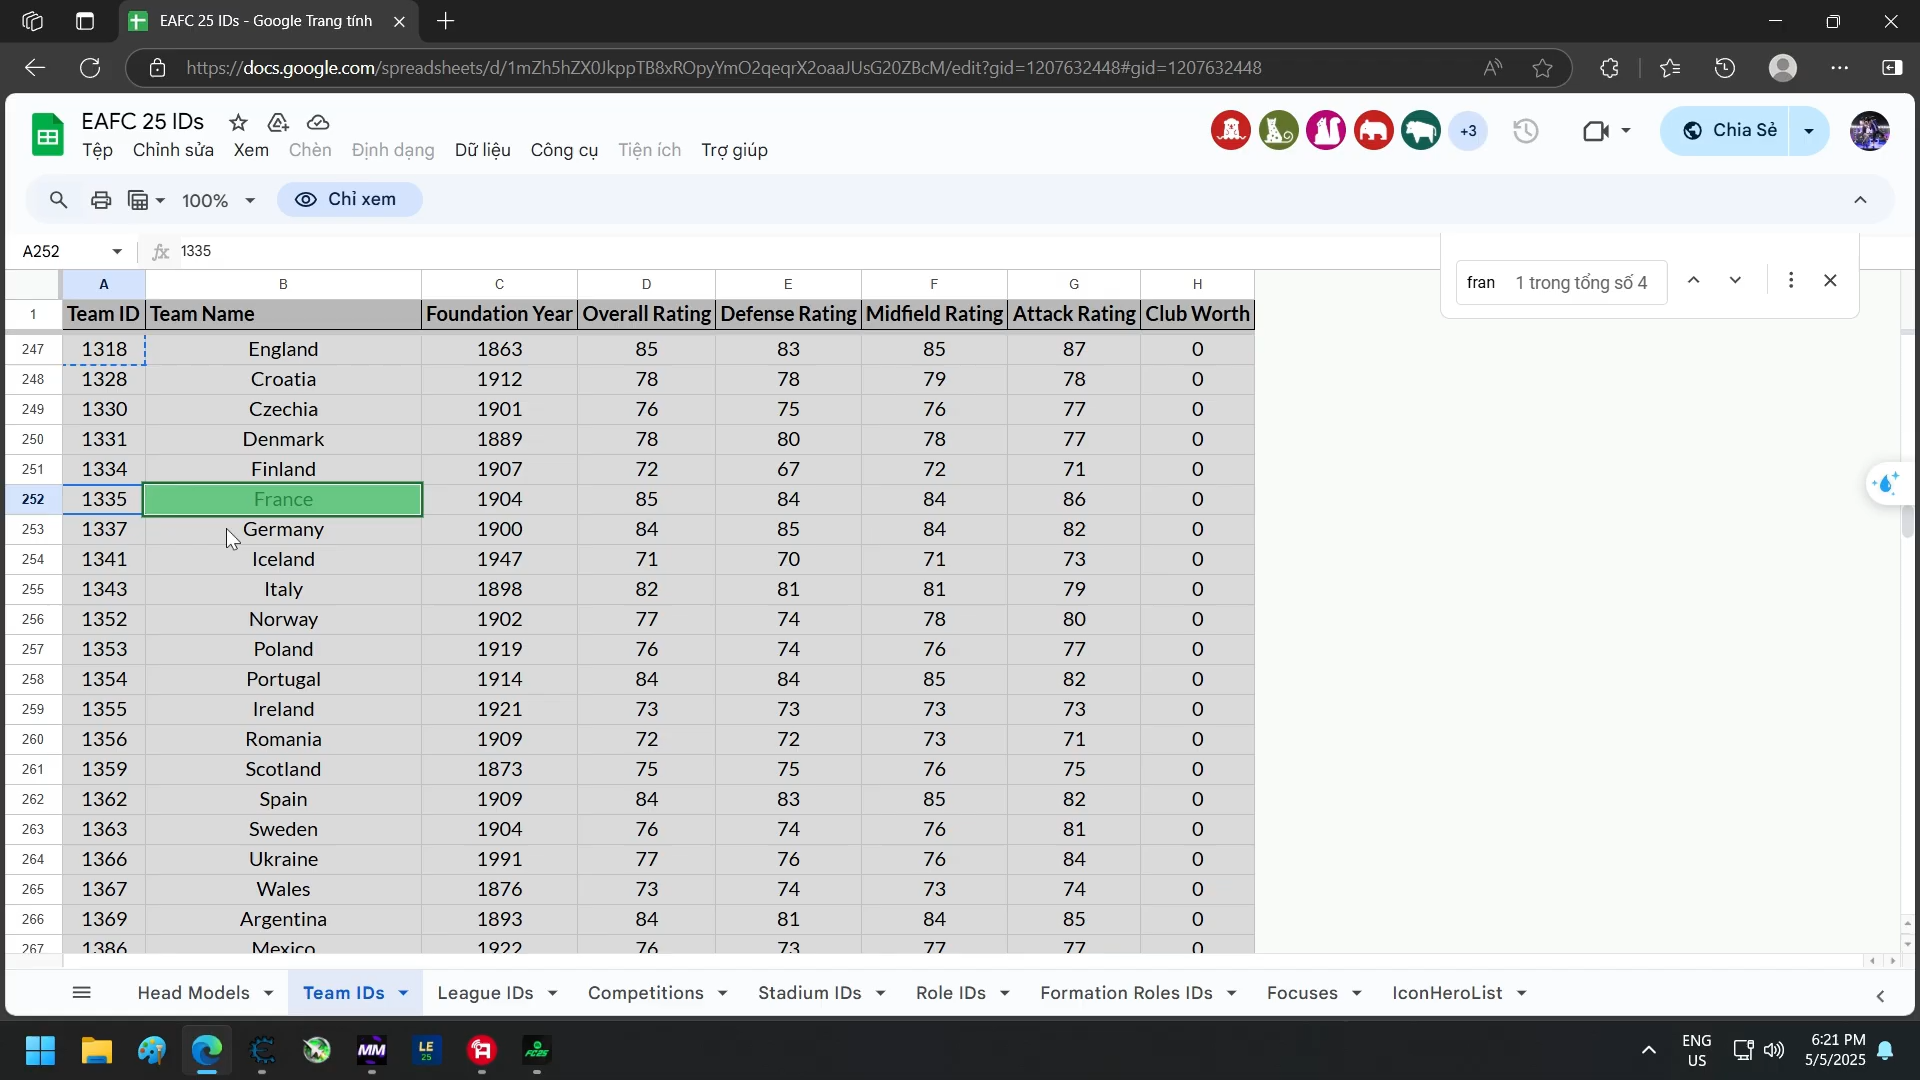 EAFC 25 IDs - Google Trang tính
https://docs.google.com/spreadsheets/d/1mZh5hZX0JkppTB8xROpyYmO2qeqrX2oaaJUsG20ZBcM/edit?gid=1207632448#gid=1207632448
EAFC 25 IDs
+3
Chia Sẻ
Tệp Chỉnh sửa Xem Chèn Định dạng Dữ liệu Công cụ Tiện ích Trợ giúp
100% Chỉ xem
A252 fx 1335
fran 1 trong tổng số 4
A B C D E F G H
1 Team ID Team Name Foundation Year Overall Rating Defense Rating Midfield Rating Attack Rating Club Worth
247 1318 England 1863 85 83 85 87 0
248 1328 Croatia 1912 78 78 79 78 0
249 1330 Czechia 1901 76 75 76 77 0
250 1331 Denmark 1889 78 80 78 77 0
251 1334 Finland 1907 72 67 72 71 0
252 1335 France 1904 85 84 84 86 0
253 1337 Germany 1900 84 85 84 82 0
254 1341 Iceland 1947 71 70 71 73 0
255 1343 Italy 1898 82 81 81 79 0
256 1352 Norway 1902 77 74 78 80 0
257 1353 Poland 1919 76 74 76 77 0
258 1354 Portugal 1914 84 84 85 82 0
259 1355 Ireland 1921 73 73 73 73 0
260 1356 Romania 1909 72 72 73 71 0
261 1359 Scotland 1873 75 75 76 75 0
262 1362 Spain 1909 84 83 85 82 0
263 1363 Sweden 1904 76 74 76 81 0
264 1366 Ukraine 1991 77 76 76 84 0
265 1367 Wales 1876 73 74 73 74 0
266 1369 Argentina 1893 84 81 84 85 0
267 1386 Mexico 1922 76 73 77 77 0
Head Models Team IDs League IDs Competitions Stadium IDs Role IDs Formation Roles IDs Focuses IconHeroList
MM LE 25 FC25
ENG US
6:21 PM
5/5/2025